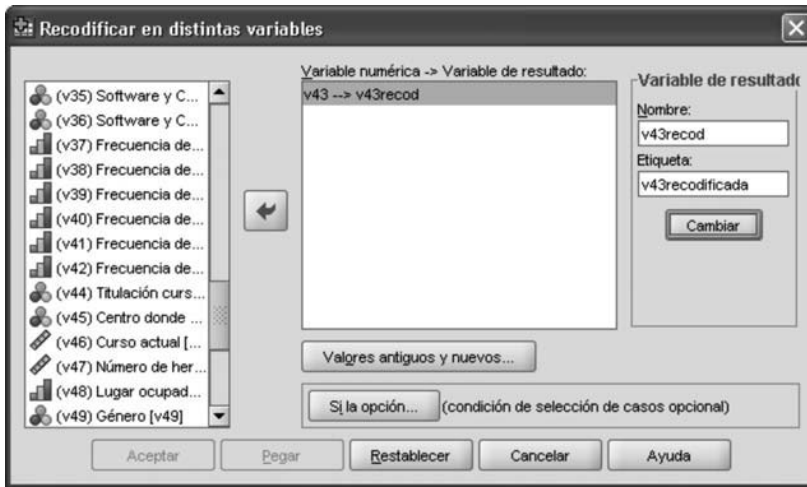 Recodificar en distintas variables
(v35) Software y C...
(v36) Software y C...
(v37) Frecuencia de...
(v38) Frecuencia de...
(v39) Frecuencia de...
(v40) Frecuencia de...
(v41) Frecuencia de...
(v42) Frecuencia de...
(v44) Titulación curs...
(v45) Centro donde ...
(v46) Curso actual [...
(v47) Número de her...
(v48) Lugar ocupad...
(v49) Género [v49]
Variable numérica -> Variable de resultado:
v43 --> v43recod
Variable de resultado
Nombre:
v43recod
Etiqueta:
v43recodificada
Cambiar
Valores antiguos y nuevos...
Si la opción... (condición de selección de casos opcional)
Aceptar Pegar Restablecer Cancelar Ayuda